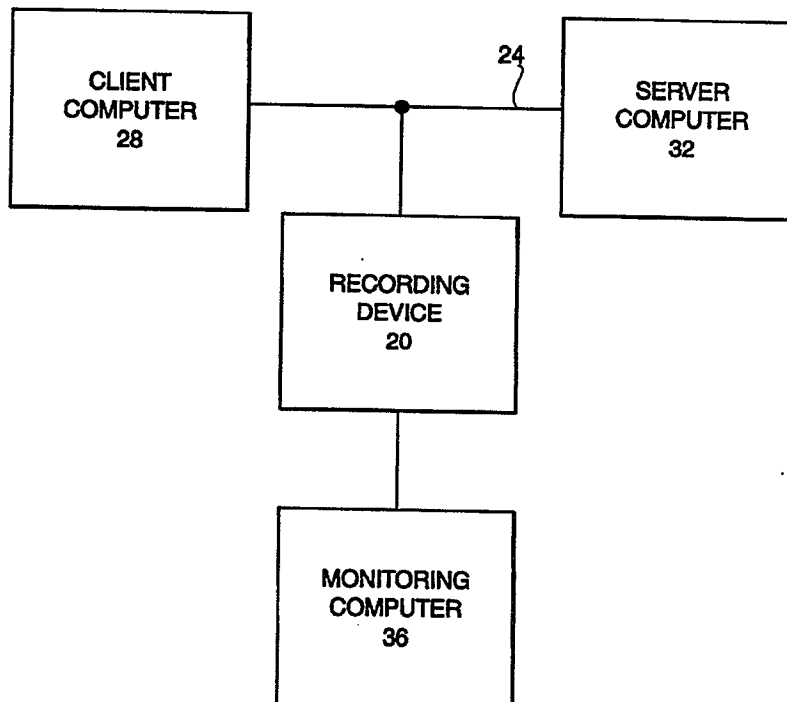 CLIENT
COMPUTER
28
24
SERVER
COMPUTER
32
RECORDING
DEVICE
20
MONITORING
COMPUTER
36